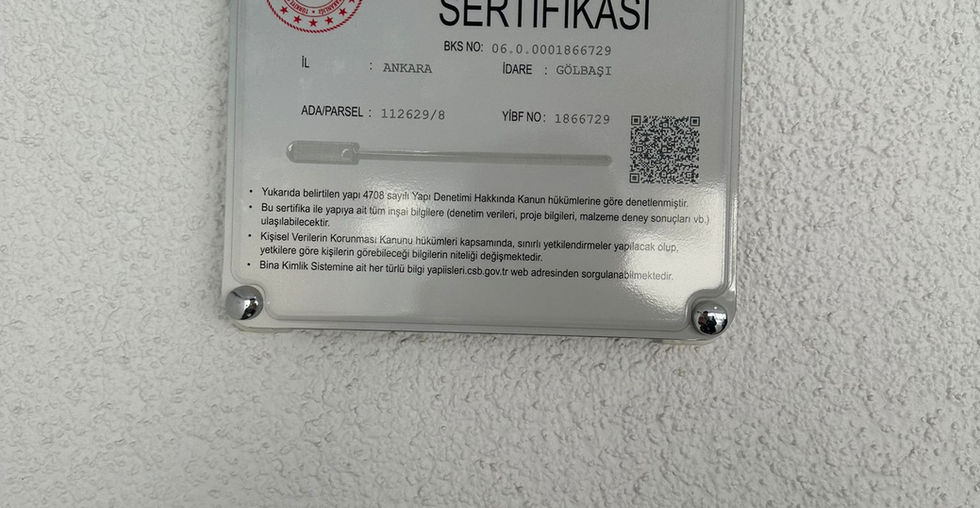 SERTİFİKASI
BKS NO: 06.0.0001866729
İL : ANKARA İDARE : GÖLBAŞI
ADA/PARSEL : 112629/8 YİBF NO: 1866729
• Yukarıda belirtilen yapı 4708 sayılı Yapı Denetimi Hakkında Kanun hükümlerine göre denetlenmiştir.
• Bu sertifika ile yapıya ait tüm inşai bilgilere (denetim verileri, proje bilgileri, malzeme deney sonuçları vb.)
ulaşılabilecektir.
• Kişisel Verilerin Korunması Kanunu hükümleri kapsamında, sınırlı yetkilendirmeler yapılacak olup,
yetkilere göre kişilerin görebileceği bilgilerin niteliği değişmektedir.
• Bina Kimlik Sistemine ait her türlü bilgi yapiisleri.csb.gov.tr web adresinden sorgulanabilmektedir.